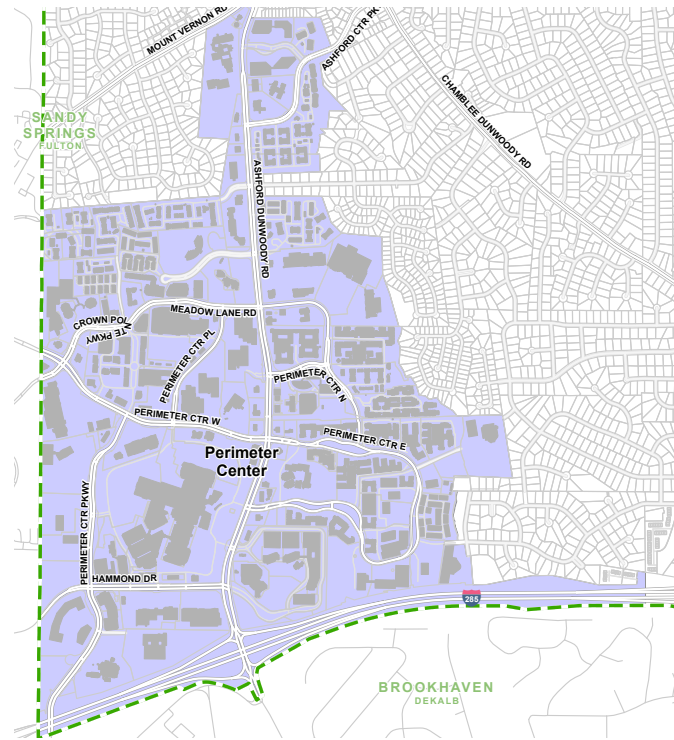 MOUNT VERNON RD
ASHFORD CTR PK
CHAMBLEE DUNWOODY RD
SANDY
SPRINGS
FULTON
ASHFORD DUNWOODY RD
MEADOW LANE RD
CROWN POINTE PKWY
PERIMETER CTR PL
PERIMETER CTR N
PERIMETER CTR W
PERIMETER CTR E
Perimeter
Center
PERIMETER CTR PKWY
HAMMOND DR
285
BROOKHAVEN
DEKALB